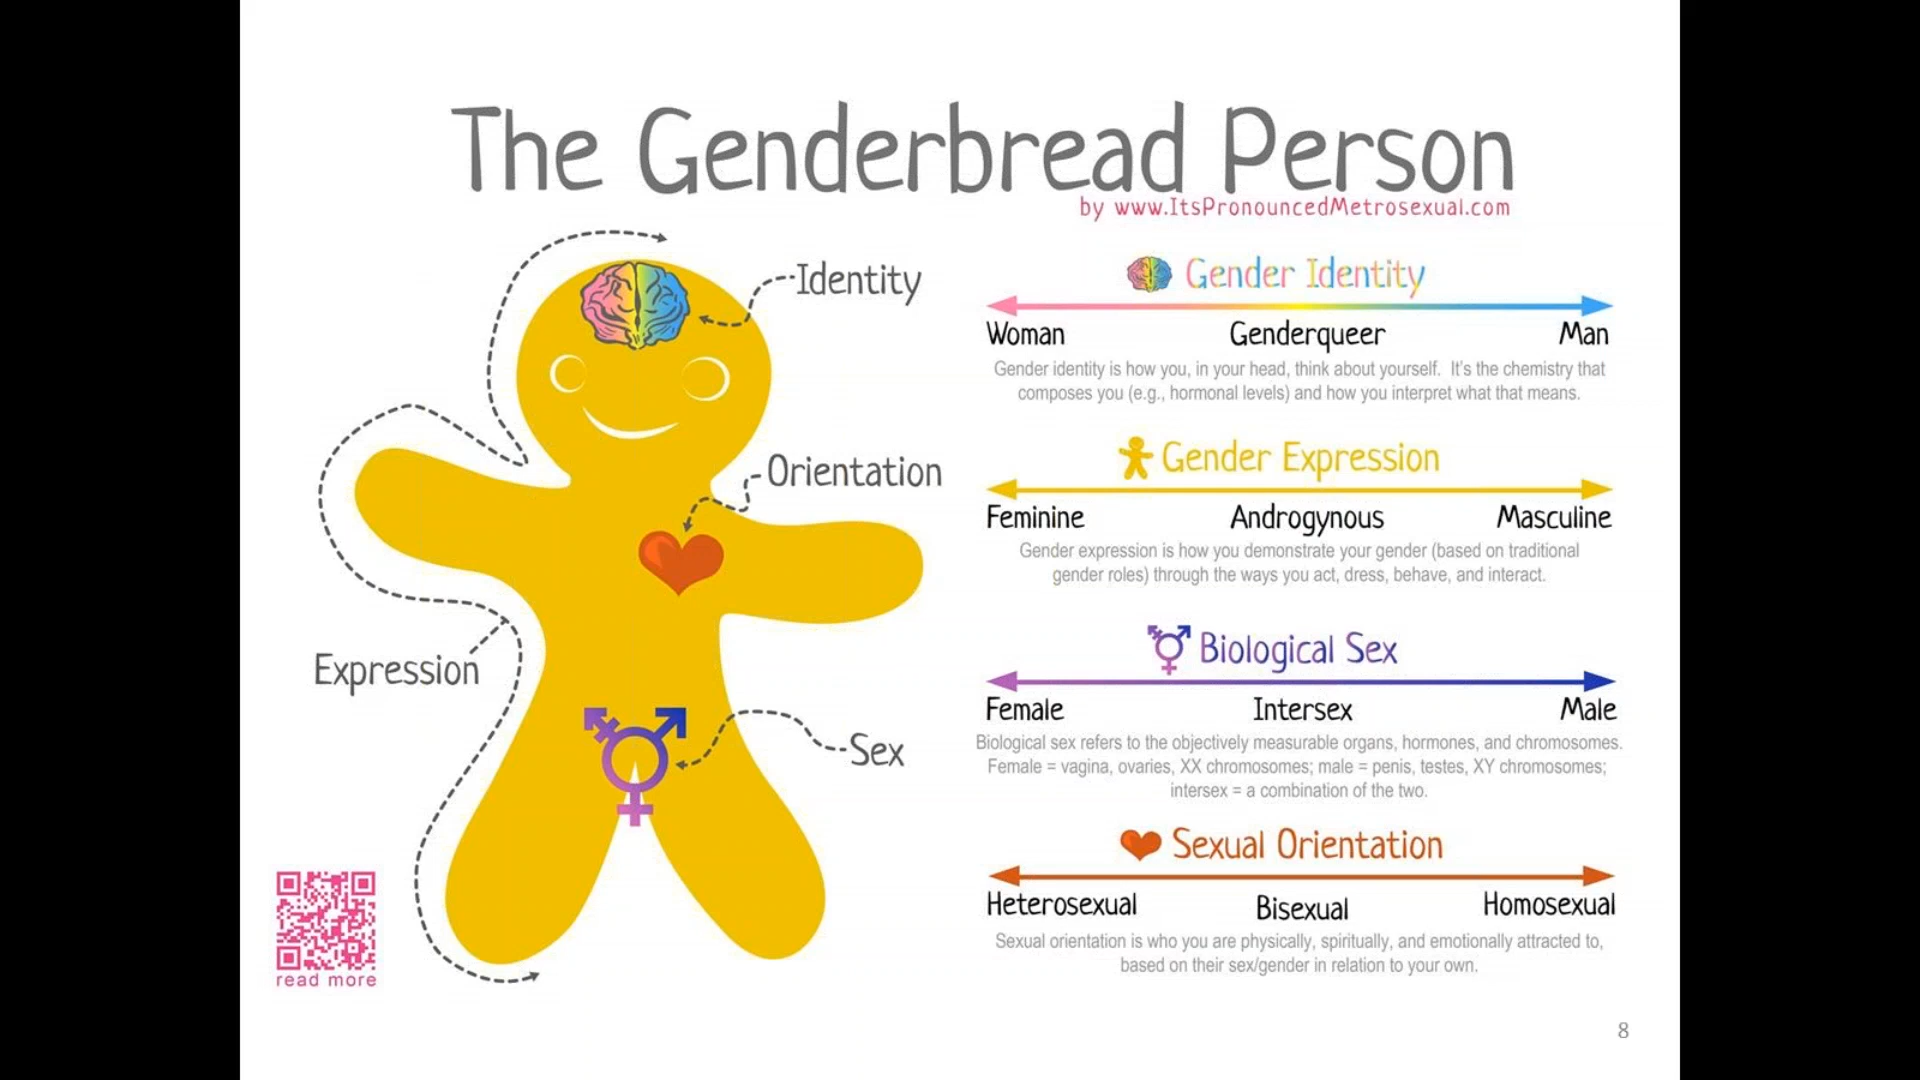 The Genderbread Person
by www.ItsPronouncedMetrosexual.com
Identity
Orientation
Expression
Sex
read more
Gender Identity
Woman Genderqueer Man
Gender identity is how you, in your head, think about yourself. It's the chemistry that
composes you (e.g., hormonal levels) and how you interpret what that means.
Gender Expression
Feminine Androgynous Masculine
Gender expression is how you demonstrate your gender (based on traditional
gender roles) through the ways you act, dress, behave, and interact.
Biological Sex
Female Intersex Male
Biological sex refers to the objectively measurable organs, hormones, and chromosomes.
Female = vagina, ovaries, XX chromosomes; male = penis, testes, XY chromosomes;
intersex = a combination of the two.
Sexual Orientation
Heterosexual Bisexual Homosexual
Sexual orientation is who you are physically, spiritually, and emotionally attracted to,
based on their sex/gender in relation to your own.
8